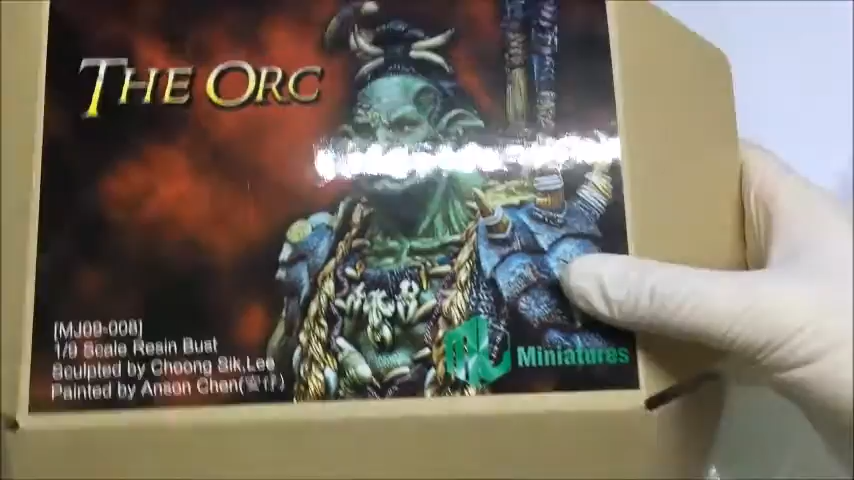 THE ORC
[MJ09-008]
1/9 Scale Resin Bust
Sculpted by Choong Sik,Lee
Painted by Anson Chen(
MJ Miniatures